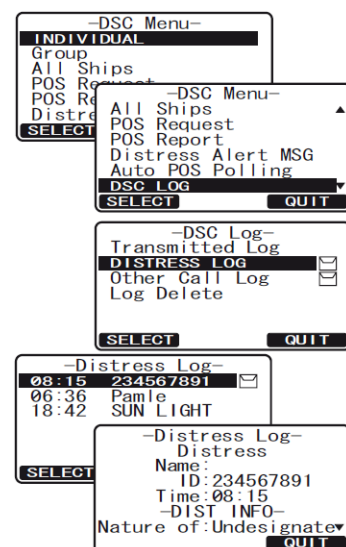 -DSC Menu-
INDIVIDUAL
Group
All Ships
POS Request
POS Re
Distre
SELECT
-DSC Menu-
All Ships
POS Request
POS Report
Distress Alert MSG
Auto POS Polling
DSC LOG
SELECT QUIT
-DSC Log-
Transmitted Log
DISTRESS LOG
Other Call Log
Log Delete
SELECT QUIT
-Distress Log-
08:15 234567891
06:36 Pamle
18:42 SUN LIGHT
SELECT
-Distress Log-
Distress
Name:
ID:234567891
Time:08:15
-DIST INFO-
Nature of:Undesignate
QUIT